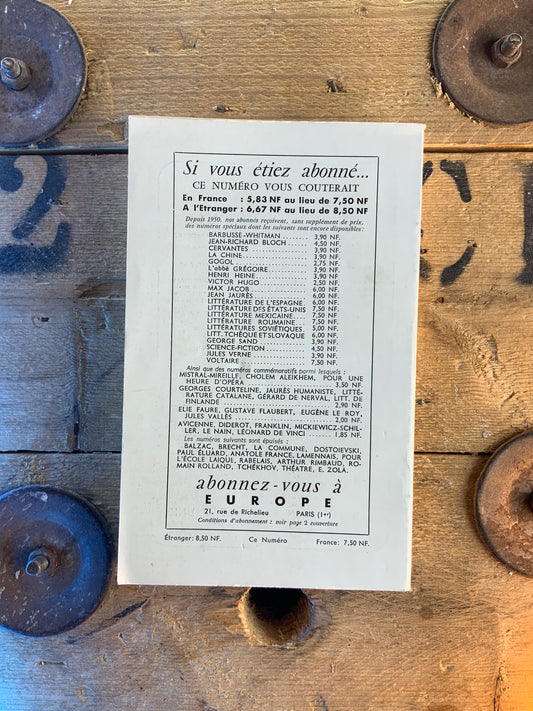 Si vous étiez abonné...
CE NUMÉRO VOUS COUTERAIT
En France : 5,83 NF au lieu de 7,50 NF
A l'Etranger : 6,67 NF au lieu de 8,50 NF
Depuis 1950, nos abonnés reçoivent, sans supplément de prix,
des numéros spéciaux dont les suivants sont encore disponibles :
BARBUSSE-WHITMAN ........ 3,90 NF.
JEAN-RICHARD BLOCH ........ 4,50 NF.
CERVANTES ........ 3,90 NF.
LA CHINE ........ 3,90 NF.
GOGOL ........ 2,75 NF.
L'abbé GRÉGOIRE ........ 3,90 NF.
HENRI HEINE ........ 3,90 NF.
VICTOR HUGO ........ 2,50 NF.
MAX JACOB ........ 6,00 NF.
JEAN JAURÈS ........ 6,00 NF.
LITTÉRATURE DE L'ESPAGNE. 6,00 NF.
LITTÉRATURE DES ÉTATS-UNIS 7,50 NF.
LITTÉRATURE MEXICAINE. 7,50 NF.
LITTÉRATURE ROUMAINE ... 7,50 NF.
LITTÉRATURES SOVIÉTIQUES. 5,00 NF.
LITT. TCHÈQUE ET SLOVAQUE 6,00 NF.
GEORGE SAND ........ 3,90 NF.
SCIENCE-FICTION ........ 4,50 NF.
JULES VERNE ........ 3,90 NF.
VOLTAIRE ........ 7,50 NF.
Ainsi que des numéros commémoratifs parmi lesquels :
MISTRAL-MIREILLE, CHOLEM ALEIKHEM, POUR UNE
HEURE D'OPÉRA ........ 3,50 NF.
GEORGES COURTELINE, JAURÈS HUMANISTE, LITTÉ-
RATURE CATALANE, GÉRARD DE NERVAL, LITT. DE
FINLANDE ........ 2,90 NF.
ELIE FAURE, GUSTAVE FLAUBERT, EUGÈNE LE ROY,
JULES VALLÈS ........ 2,00 NF.
AVICENNE, DIDEROT, FRANKLIN, MICKIEWICZ-SCHIL-
LER, LE NAIN, LÉONARD DE VINCI ........ 1,85 NF.
Les numéros suivants sont épuisés :
BALZAC, BRECHT, LA COMMUNE, DOSTOIEVSKI,
PAUL ÉLUARD, ANATOLE FRANCE, LAMENNAIS, POUR
L'ÉCOLE LAIQUE, RABELAIS, ARTHUR RIMBAUD, RO-
MAIN ROLLAND, TCHÉKHOV, THÉATRE, E. ZOLA.
abonnez-vous à
EUROPE
21, rue de Richelieu PARIS (1er)
Conditions d'abonnement : voir page 2 couverture
Étranger: 8,50 NF. Ce Numéro France: 7,50 NF.
2